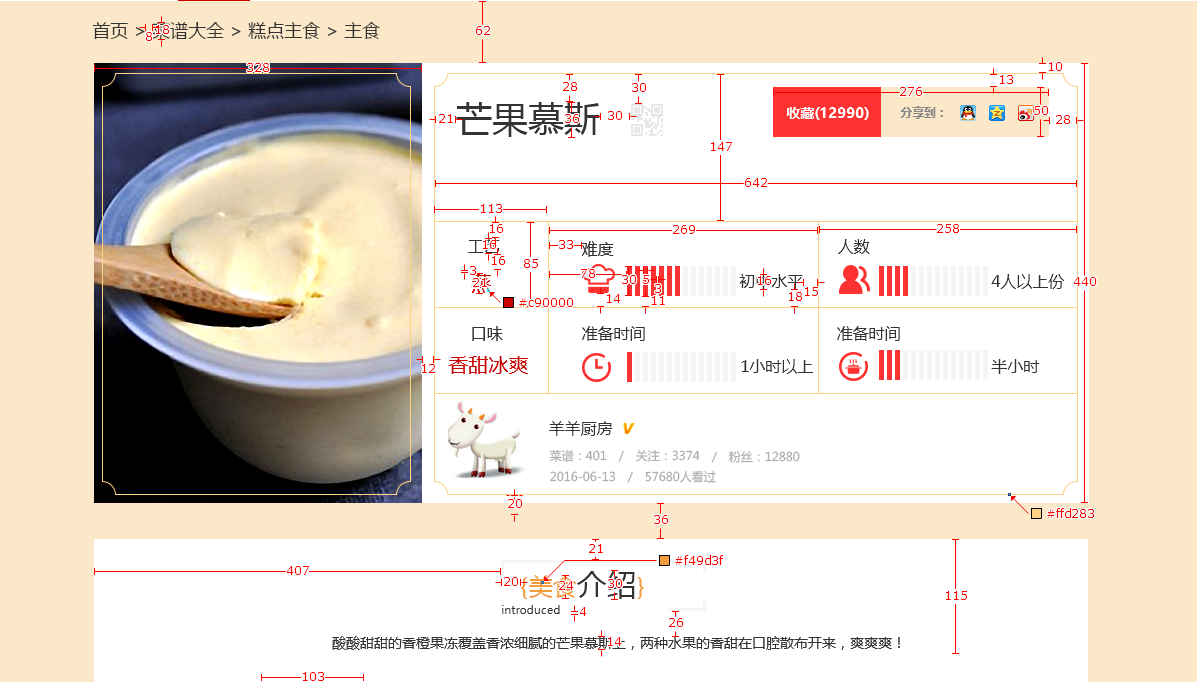 首页 > 菜谱大全 > 糕点主食 > 主食
8
18
62
328
10
13
28
30
276
芒果慕斯
21
36
30
收藏(12990)
分享到：
50
28
147
642
113
16
269
258
工艺
16
33
难度
人数
16
85
3
24
蒸
78
30
5
8
初级水平
16
15
4人以上份
440
#c90000
14
11
18
口味
准备时间
准备时间
12
香甜冰爽
1小时以上
半小时
羊羊厨房 V
菜谱：401 / 关注：3374 / 粉丝：12880
2016-06-13 / 57680人看过
20
36
#ffd283
21
#f49d3f
407
20
{美食介绍}
24
30
introduced
4
115
26
酸酸甜甜的香橙果冻覆盖香浓细腻的芒果慕斯上，两种水果的香甜在口腔散布开来，爽爽爽！
14
103